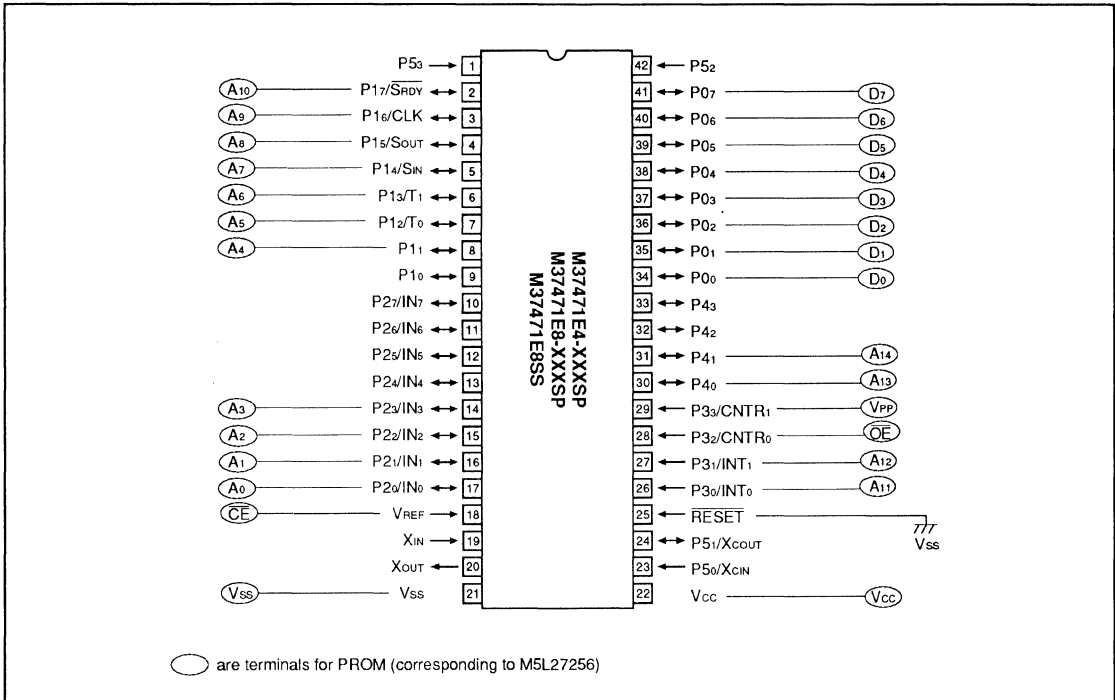 P53 1 42 P52
A10 P17/SRDY 2 41 P07 D7
A9 P16/CLK 3 40 P06 D6
A8 P15/SOUT 4 39 P05 D5
A7 P14/SIN 5 38 P04 D4
A6 P13/T1 6 37 P03 D3
A5 P12/T0 7 36 P02 D2
A4 P11 8 35 P01 D1
P10 9 34 P00 D0
P27/IN7 10 33 P43
P26/IN6 11 32 P42
P25/IN5 12 31 P41 A14
P24/IN4 13 30 P40 A13
A3 P23/IN3 14 29 P33/CNTR1 VPP
A2 P22/IN2 15 28 P32/CNTR0 OE
A1 P21/IN1 16 27 P31/INT1 A12
A0 P20/IN0 17 26 P30/INT0 A11
CE VREF 18 25 RESET
XIN 19 24 P51/XCOUT VSS
XOUT 20 23 P50/XCIN
VSS VSS 21 22 VCC VCC
M37471E4-XXXSP
M37471E8-XXXSP
M37471E8SS
are terminals for PROM (corresponding to M5L27256)